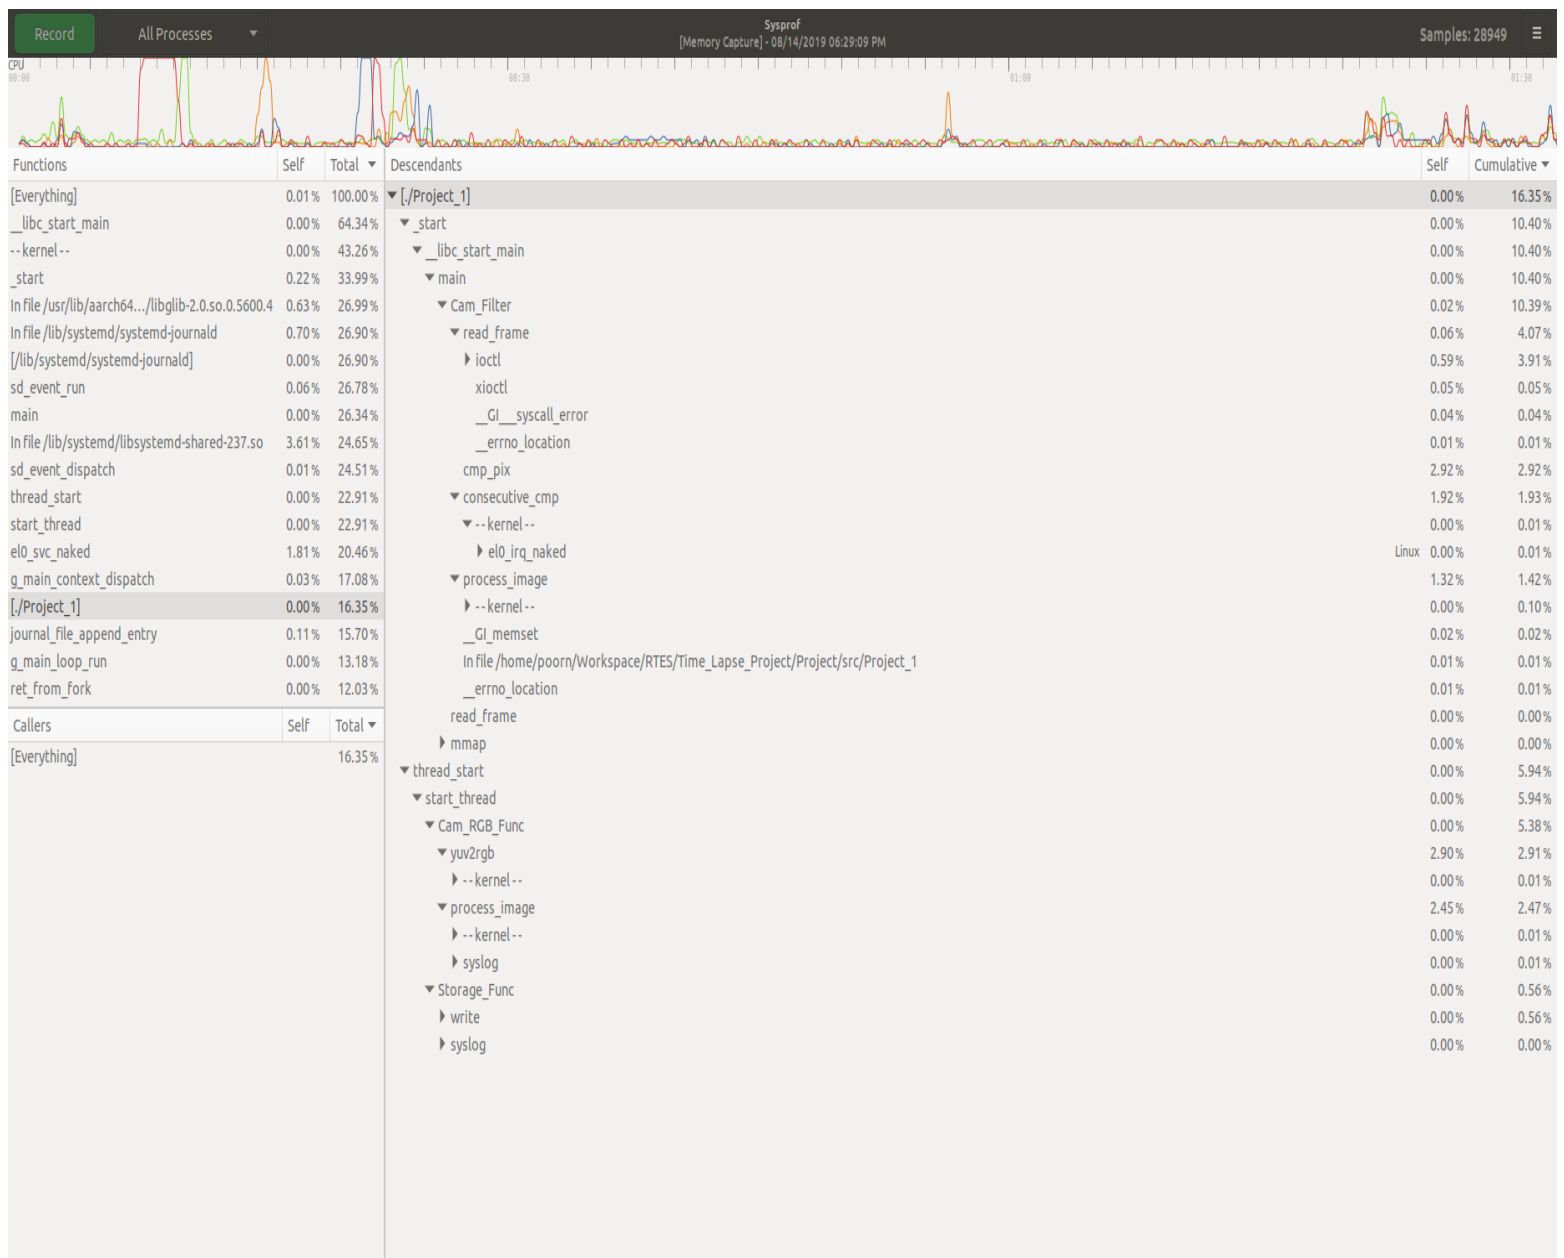 Record All Processes Sysprof Samples: 28949
[Memory Capture] - 08/14/2019 06:29:09 PM
CPU
00:00 00:30 01:00 01:30
Functions Self Total
[Everything] 0.01% 100.00%
__libc_start_main 0.00% 64.34%
--kernel-- 0.00% 43.26%
_start 0.22% 33.99%
In file /usr/lib/aarch64.../libglib-2.0.so.0.5600.4 0.63% 26.99%
In file /lib/systemd/systemd-journald 0.70% 26.90%
[/lib/systemd/systemd-journald] 0.00% 26.90%
sd_event_run 0.06% 26.78%
main 0.00% 26.34%
In file /lib/systemd/libsystemd-shared-237.so 3.61% 24.65%
sd_event_dispatch 0.01% 24.51%
thread_start 0.00% 22.91%
start_thread 0.00% 22.91%
el0_svc_naked 1.81% 20.46%
g_main_context_dispatch 0.03% 17.08%
[./Project_1] 0.00% 16.35%
journal_file_append_entry 0.11% 15.70%
g_main_loop_run 0.00% 13.18%
ret_from_fork 0.00% 12.03%
Callers Self Total
[Everything] 16.35%
Descendants Self Cumulative
[./Project_1] 0.00% 16.35%
_start 0.00% 10.40%
__libc_start_main 0.00% 10.40%
main 0.00% 10.40%
Cam_Filter 0.02% 10.39%
read_frame 0.06% 4.07%
ioctl 0.59% 3.91%
xioctl 0.05% 0.05%
__GI___syscall_error 0.04% 0.04%
__errno_location 0.01% 0.01%
cmp_pix 2.92% 2.92%
consecutive_cmp 1.92% 1.93%
--kernel-- 0.00% 0.01%
el0_irq_naked Linux 0.00% 0.01%
process_image 1.32% 1.42%
--kernel-- 0.00% 0.10%
__GI_memset 0.02% 0.02%
In file /home/poorn/Workspace/RTES/Time_Lapse_Project/Project/src/Project_1 0.01% 0.01%
__errno_location 0.01% 0.01%
read_frame 0.00% 0.00%
mmap 0.00% 0.00%
thread_start 0.00% 5.94%
start_thread 0.00% 5.94%
Cam_RGB_Func 0.00% 5.38%
yuv2rgb 2.90% 2.91%
--kernel-- 0.00% 0.01%
process_image 2.45% 2.47%
--kernel-- 0.00% 0.01%
syslog 0.00% 0.01%
Storage_Func 0.00% 0.56%
write 0.00% 0.56%
syslog 0.00% 0.00%